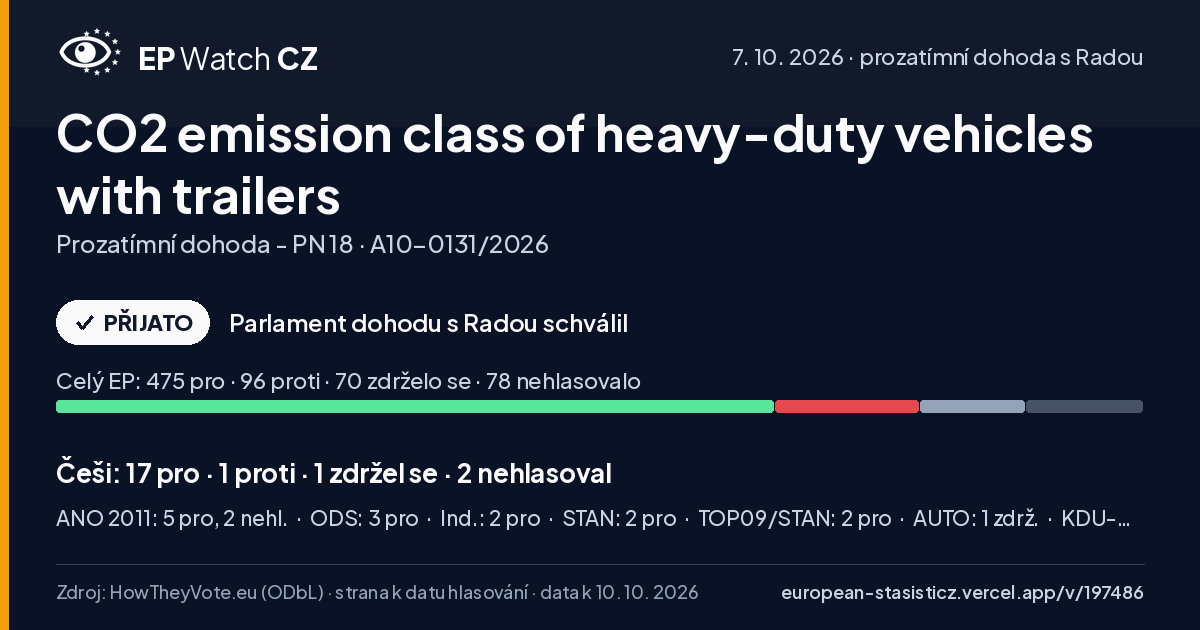 EP Watch CZ
7. 10. 2026 · prozatímní dohoda s Radou
CO2 emission class of heavy-duty vehicles
with trailers
Prozatímní dohoda - PN 18 · A10-0131/2026
✓ PŘIJATO
Parlament dohodu s Radou schválil
Celý EP: 475 pro · 96 proti · 70 zdrželo se · 78 nehlasovalo
Češi: 17 pro · 1 proti · 1 zdržel se · 2 nehlasoval
ANO 2011: 5 pro, 2 nehl. · ODS: 3 pro · Ind.: 2 pro · STAN: 2 pro · TOP09/STAN: 2 pro · AUTO: 1 zdrž. · KDU-…
Zdroj: HowTheyVote.eu (ODbL) · strana k datu hlasování · data k 10. 10. 2026
european-stasisticz.vercel.app/v/197486